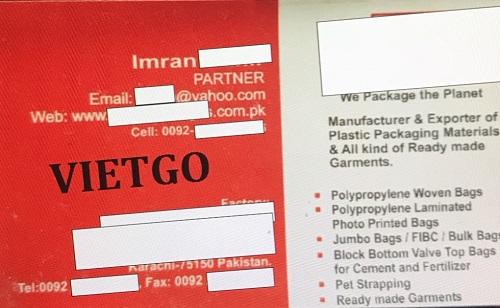 Imran
PARTNER
Email: @yahoo.com
Web: www. .com.pk
Cell: 0092-
VIETGO
Factory:
Karachi-75150 Pakistan.
Tel:0092 , Fax: 0092
We Package the Planet
Manufacturer & Exporter of
Plastic Packaging Materials
& All kind of Ready made
Garments.
Polypropylene Woven Bags
Polypropylene Laminated
Photo Printed Bags
Jumbo Bags / FIBC / Bulk Bags
Block Bottom Valve Top Bags
for Cement and Fertilizer
Pet Strapping
Ready made Garments